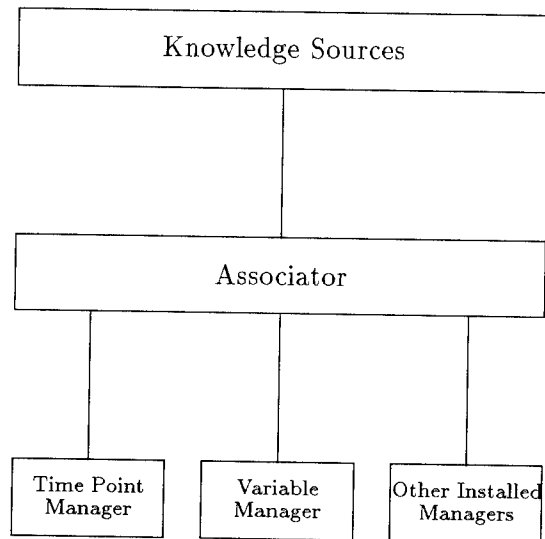 Knowledge Sources
Associator
Time Point
Manager
Variable
Manager
Other Installed
Managers